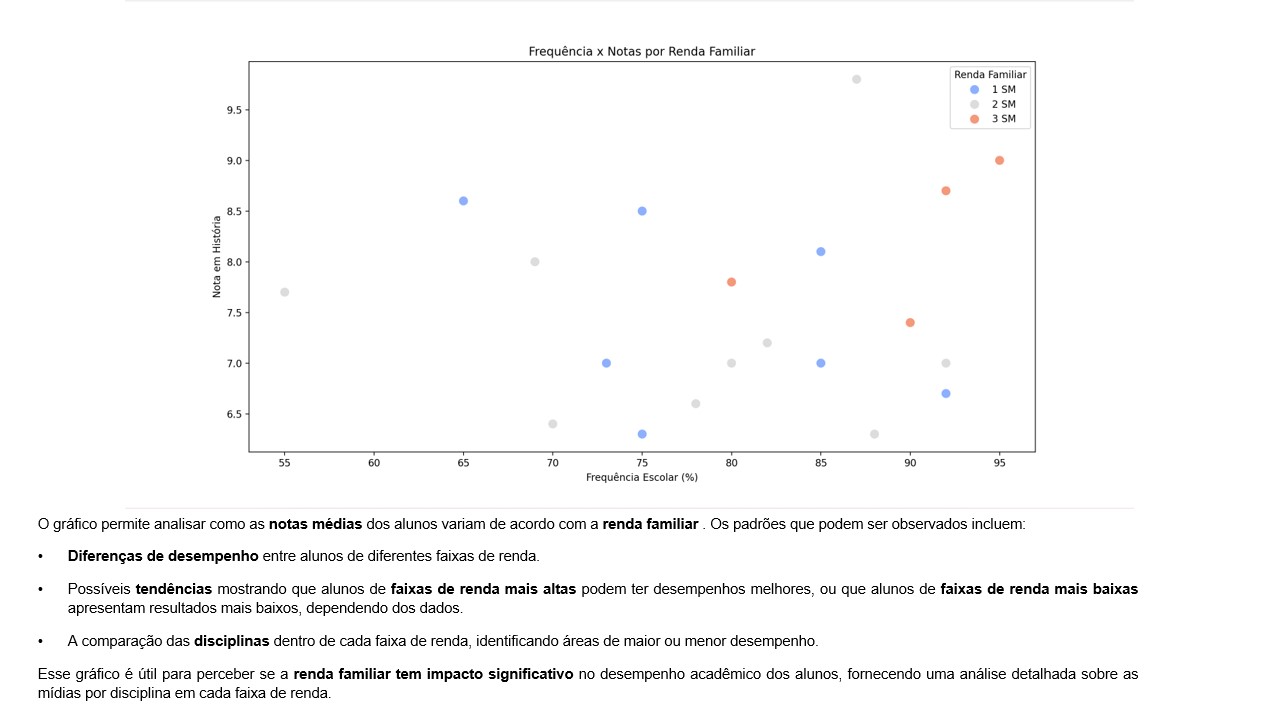 Frequência x Notas por Renda Familiar
Renda Familiar
1 SM
2 SM
3 SM
9.5
9.0
8.5
8.0
7.5
7.0
6.5
Nota em História
55 60 65 70 75 80 85 90 95
Frequência Escolar (%)
O gráfico permite analisar como as notas médias dos alunos variam de acordo com a renda familiar . Os padrões que podem ser observados incluem:
• Diferenças de desempenho entre alunos de diferentes faixas de renda.
• Possíveis tendências mostrando que alunos de faixas de renda mais altas podem ter desempenhos melhores, ou que alunos de faixas de renda mais baixas
apresentam resultados mais baixos, dependendo dos dados.
• A comparação das disciplinas dentro de cada faixa de renda, identificando áreas de maior ou menor desempenho.
Esse gráfico é útil para perceber se a renda familiar tem impacto significativo no desempenho acadêmico dos alunos, fornecendo uma análise detalhada sobre as
mídias por disciplina em cada faixa de renda.